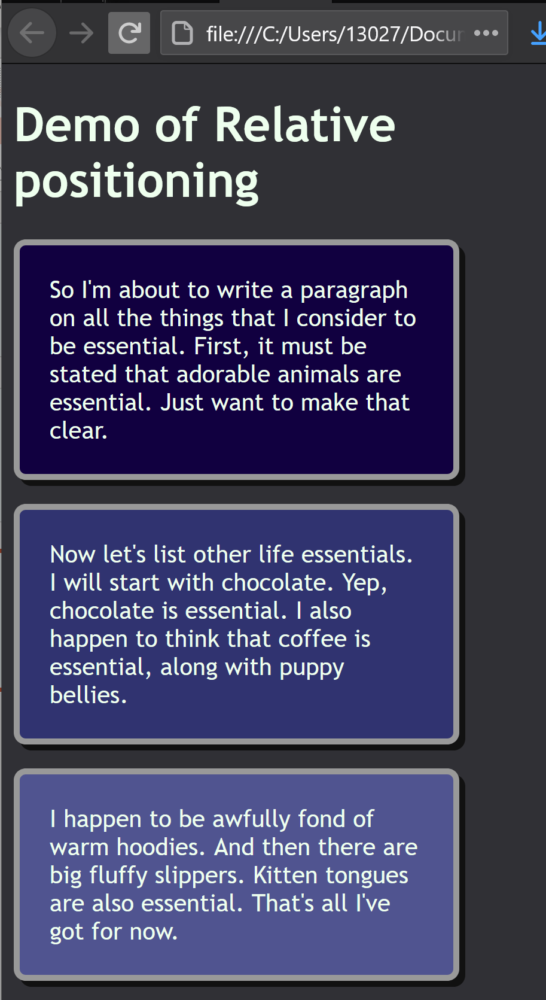 file:///C:/Users/13027/Docum
Demo of Relative
positioning
So I'm about to write a paragraph
on all the things that I consider to
be essential. First, it must be
stated that adorable animals are
essential. Just want to make that
clear.
Now let's list other life essentials.
I will start with chocolate. Yep,
chocolate is essential. I also
happen to think that coffee is
essential, along with puppy
bellies.
I happen to be awfully fond of
warm hoodies. And then there are
big fluffy slippers. Kitten tongues
are also essential. That's all I've
got for now.